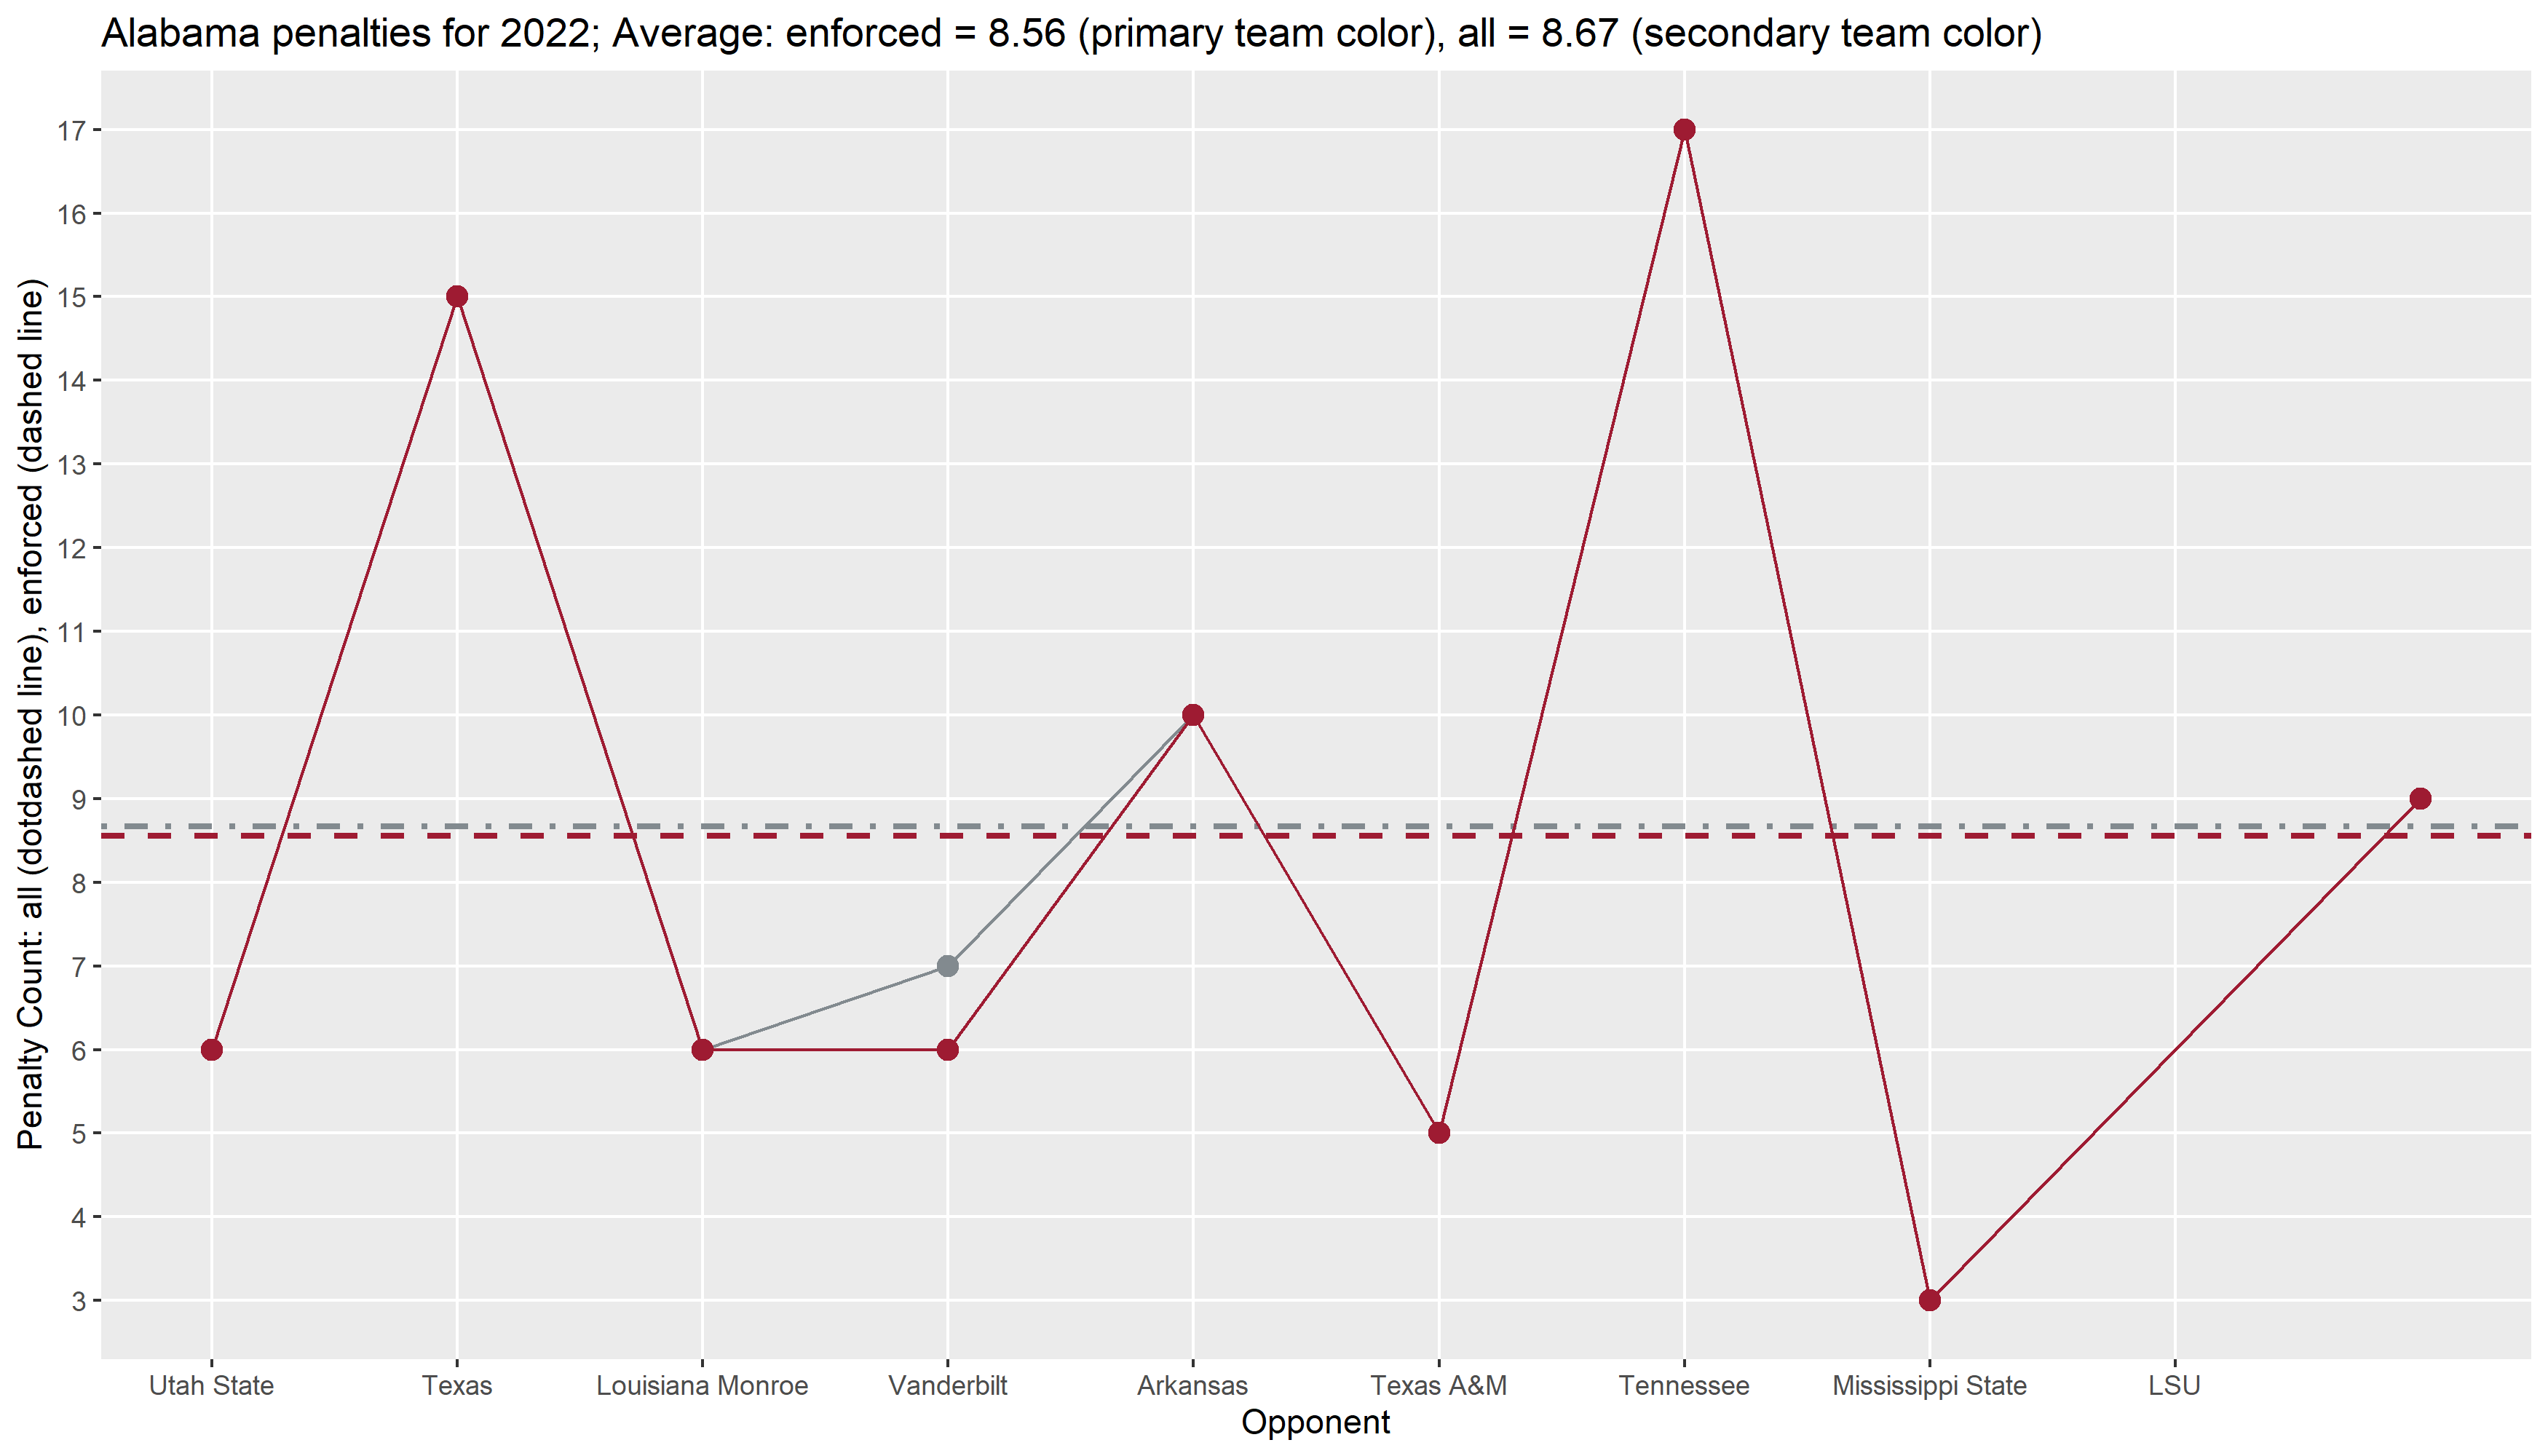 Alabama penalties for 2022; Average: enforced = 8.56 (primary team color), all = 8.67 (secondary team color)
Penalty Count: all (dotdashed line), enforced (dashed line)
17
16
15
14
13
12
11
10
9
8
7
6
5
4
3
Utah State
Texas
Louisiana Monroe
Vanderbilt
Arkansas
Texas A&M
Tennessee
Mississippi State
LSU
Opponent